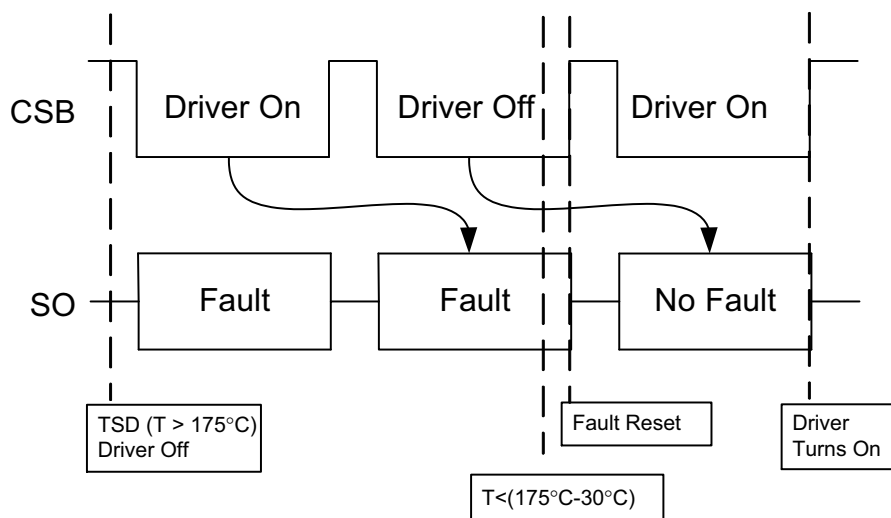 CSB
Driver On
Driver Off
Driver On
SO
Fault
Fault
No Fault
TSD (T > 175°C)
Driver Off
Fault Reset
Driver
Turns On
T<(175°C-30°C)